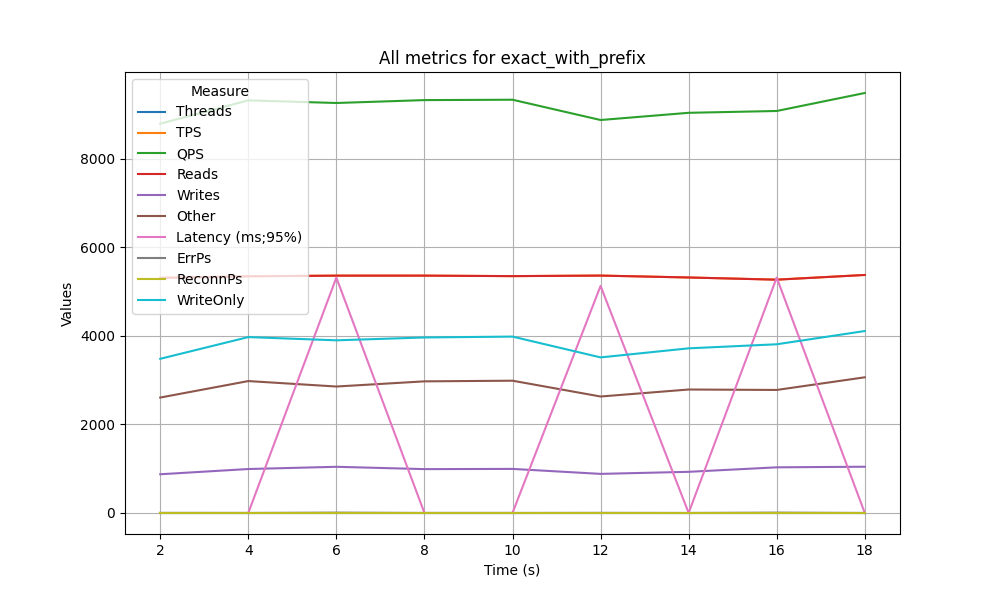 All metrics for exact_with_prefix
Measure
Threads
TPS
QPS
Reads
Writes
Other
Latency (ms;95%)
ErrPs
ReconnPs
WriteOnly
Values
8000
6000
4000
2000
0
2 4 6 8 10 12 14 16 18
Time (s)